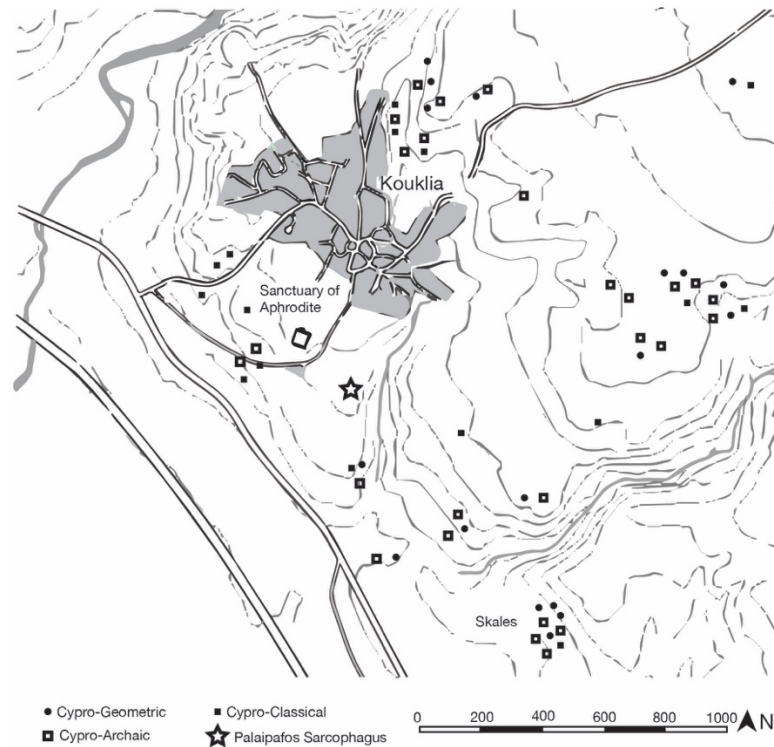 Kouklia
Sanctuary of
Aphrodite
Skales
Cypro-Geometric
Cypro-Classical
Cypro-Archaic
Palaipafos Sarcophagus
0 200 400 600 800 1000
N